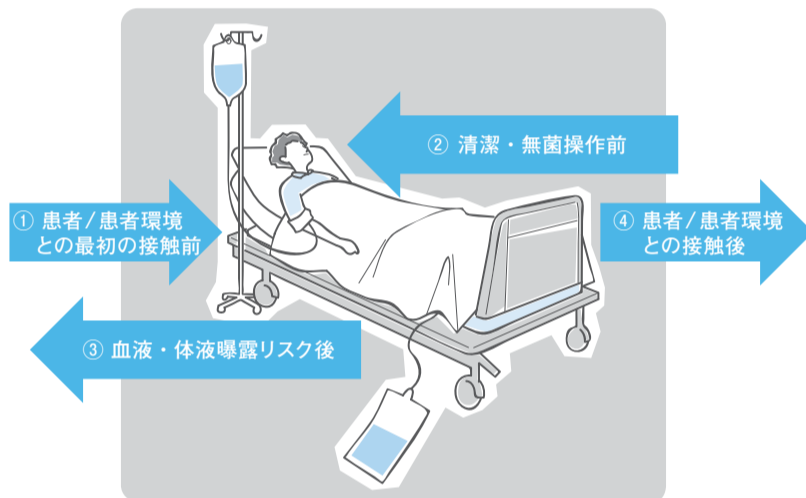 ② 清潔・無菌操作前
① 患者/患者環境
との最初の接触前
④ 患者/患者環境
との接触後
③ 血液・体液曝露リスク後